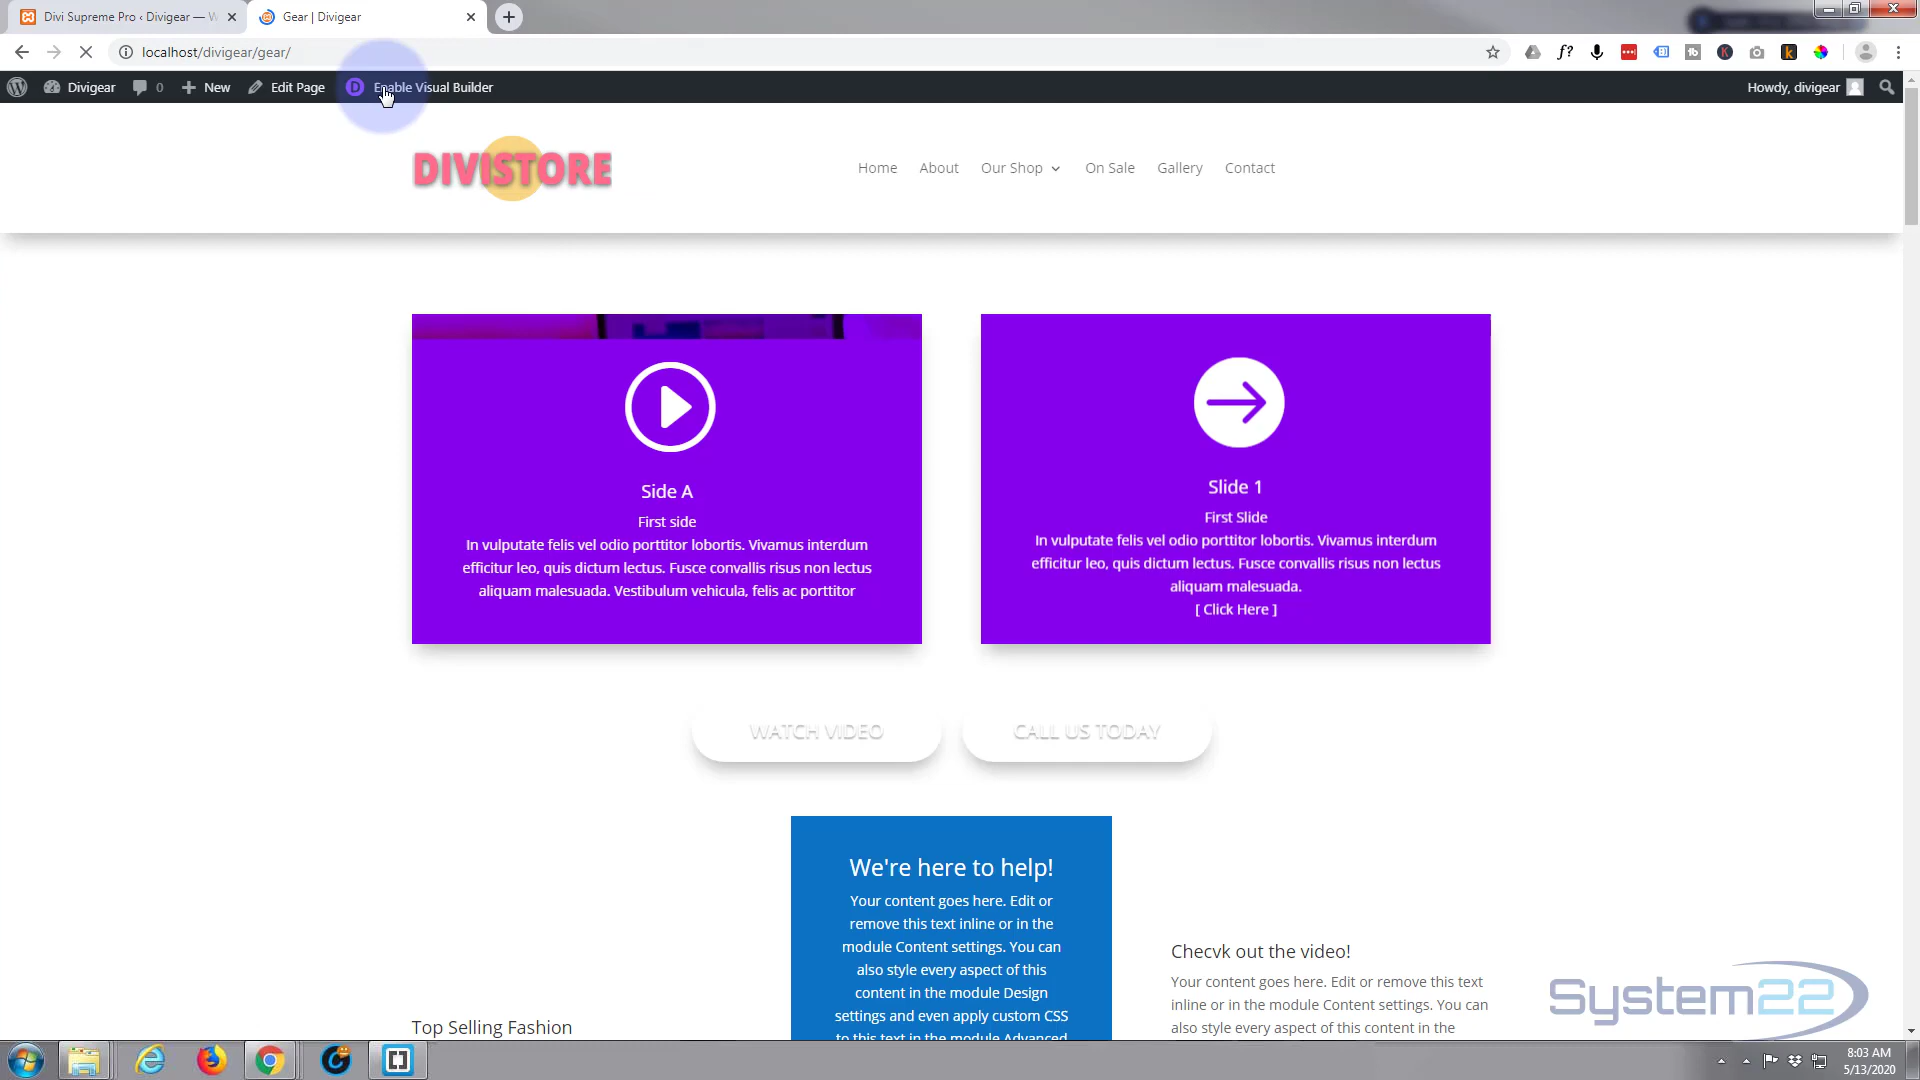 Divi Supreme Pro ‹ Divigear — W
Gear | Divigear
localhost/divigear/gear/
Divigear
0
New
Edit Page
Enable Visual Builder
Howdy, divigear
DIVISTORE
Home
About
Our Shop
On Sale
Gallery
Contact
Side A
First side
In vulputate felis vel odio porttitor lobortis. Vivamus interdum
efficitur leo, quis dictum lectus. Fusce convallis risus non lectus
aliquam malesuada. Vestibulum vehicula, felis ac porttitor
Slide 1
First Slide
In vulputate felis vel odio porttitor lobortis. Vivamus interdum
efficitur leo, quis dictum lectus. Fusce convallis risus non lectus
aliquam malesuada.
[ Click Here ]
WATCH VIDEO
CALL US TODAY
We're here to help!
Your content goes here. Edit or
remove this text inline or in the
module Content settings. You can
also style every aspect of this
content in the module Design
settings and even apply custom CSS
to this text in the module Advanced
Top Selling Fashion
Checvk out the video!
Your content goes here. Edit or remove this text
inline or in the module Content settings. You can
also style every aspect of this content in the
System22
8:03 AM
5/13/2020